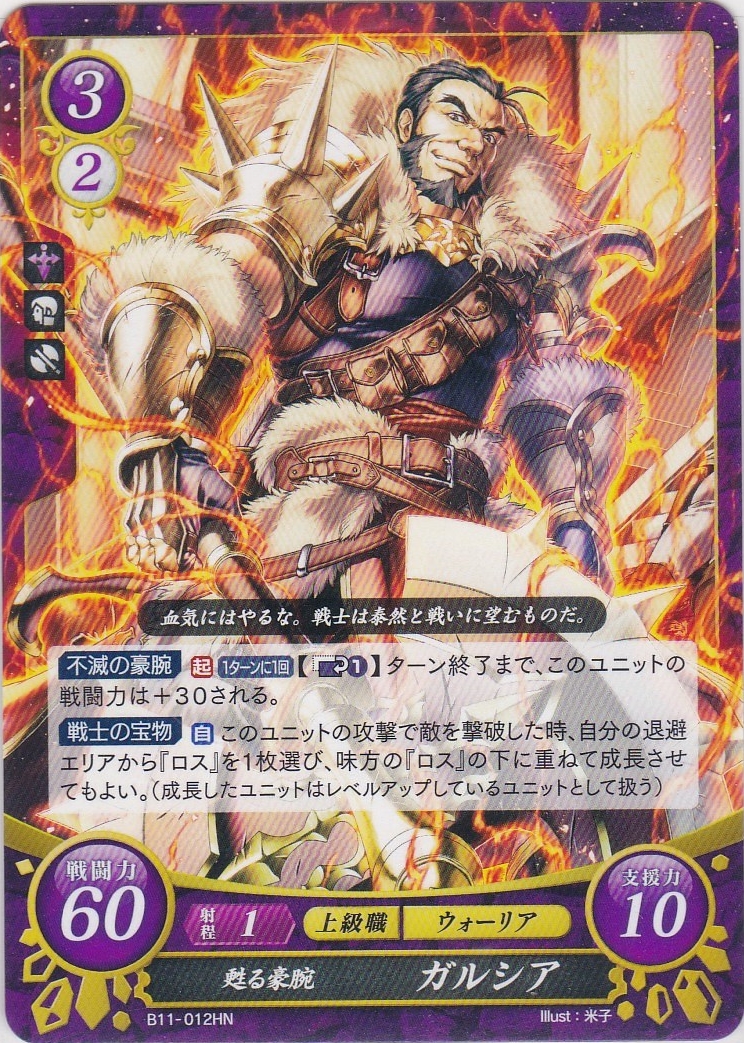 3
2
血気にはやるな。戦士は泰然と戦いに望むものだ。
不滅の豪腕 起 1ターンに1回【 1】ターン終了まで、このユニットの
戦闘力は＋30される。
戦士の宝物 自 このユニットの攻撃で敵を撃破した時、自分の退避
エリアから『ロス』を1枚選び、味方の『ロス』の下に重ねて成長させ
てもよい。（成長したユニットはレベルアップしているユニットとして扱う）
戦闘力
60
射程 1 上級職 ウォーリア
支援力
10
甦る豪腕 ガルシア
B11-012HN Illust：米子